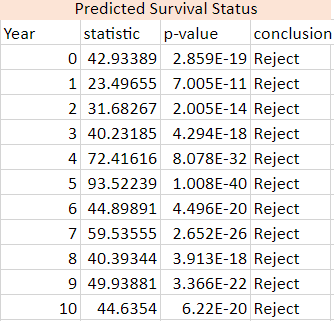 Predicted Survival Status
Year statistic p-value conclusion
0 42.93389 2.859E-19 Reject
1 23.49655 7.005E-11 Reject
2 31.68267 2.005E-14 Reject
3 40.23185 4.294E-18 Reject
4 72.41616 8.078E-32 Reject
5 93.52239 1.008E-40 Reject
6 44.89891 4.496E-20 Reject
7 59.53555 2.652E-26 Reject
8 40.39344 3.913E-18 Reject
9 49.93881 3.366E-22 Reject
10 44.6354 6.22E-20 Reject